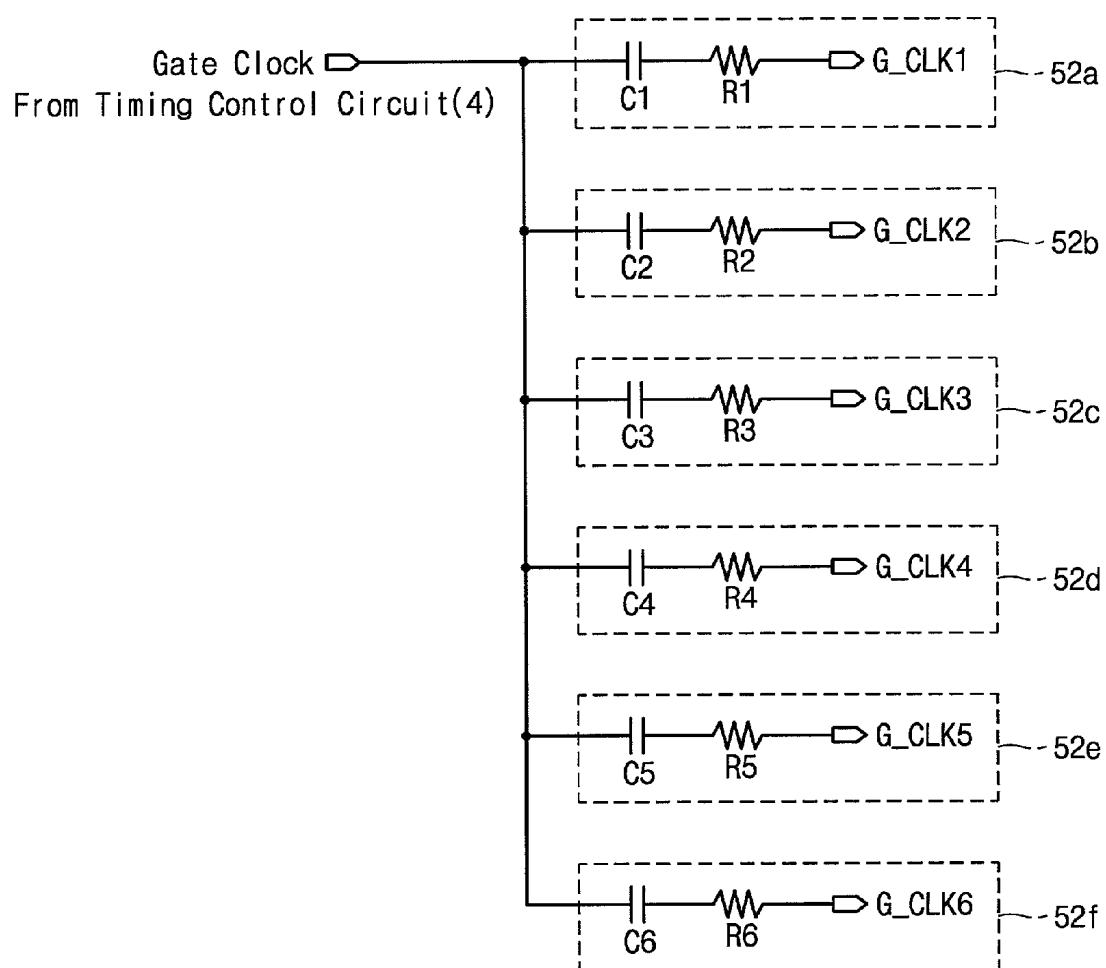 Gate Clock
From Timing Control Circuit(4)
C1 R1 G_CLK1 52a
C2 R2 G_CLK2 52b
C3 R3 G_CLK3 52c
C4 R4 G_CLK4 52d
C5 R5 G_CLK5 52e
C6 R6 G_CLK6 52f